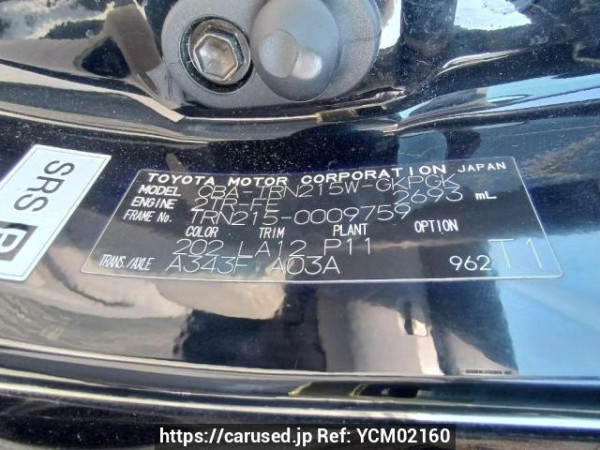 SRS
TOYOTA MOTOR CORPORATION JAPAN
MODEL CBA-TRN215W-GKPGK
ENGINE 2TR-FE 2693 mL
FRAME No. TRN215-0009759
COLOR TRIM PLANT OPTION
202 LA12 P11
TRANS./AXLE A343F A03A 962 T1
https://carused.jp Ref: YCM02160